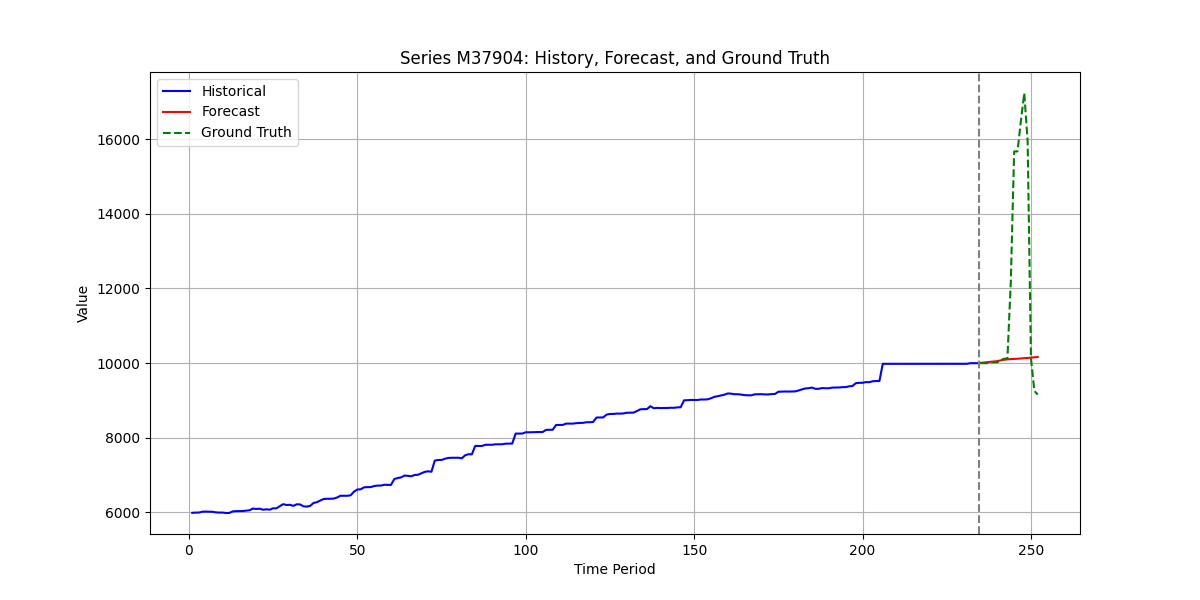 Series M37904: History, Forecast, and Ground Truth
Historical
Forecast
Ground Truth
Value
16000
14000
12000
10000
8000
6000
0 50 100 150 200 250
Time Period